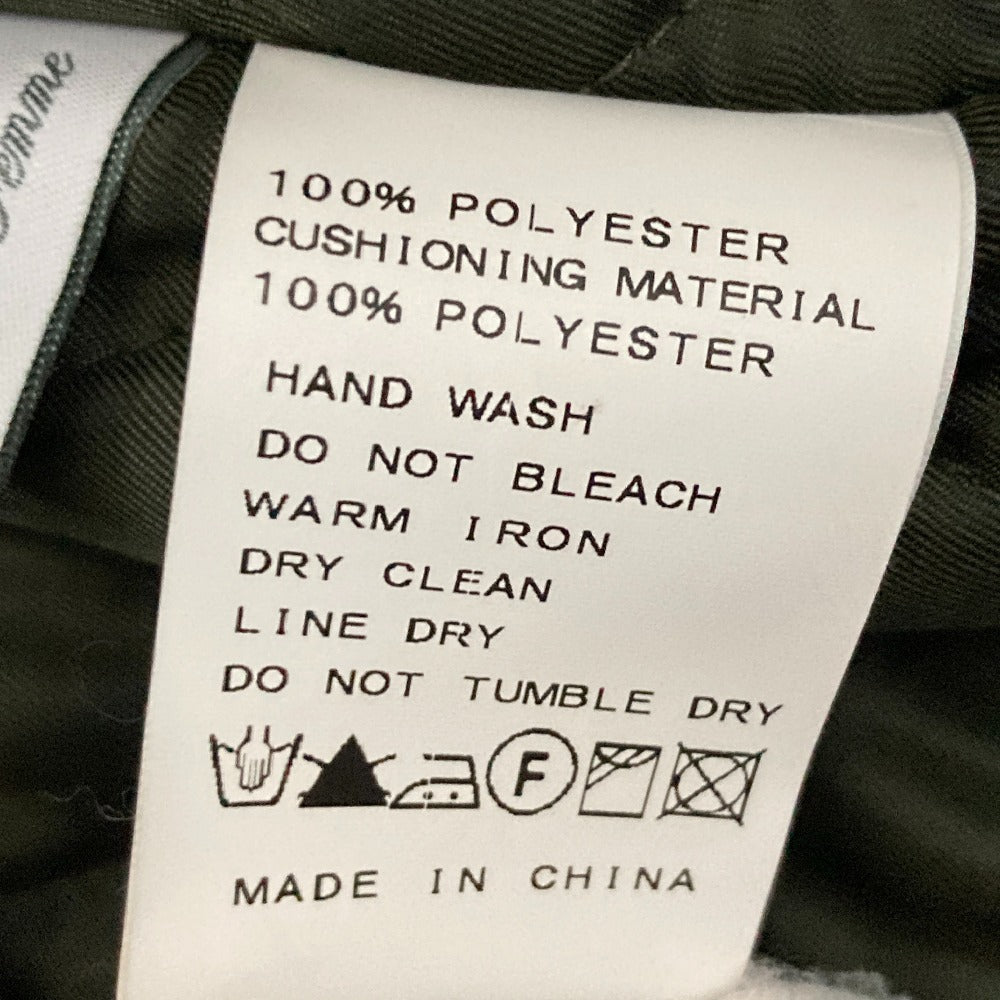 Femme
100% POLYESTER
CUSHIONING MATERIAL
100% POLYESTER
HAND WASH
DO NOT BLEACH
WARM IRON
DRY CLEAN
LINE DRY
DO NOT TUMBLE DRY
F
MADE IN CHINA